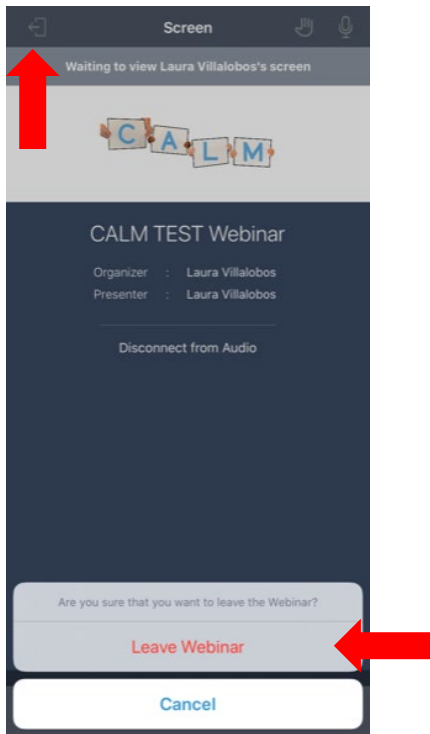 Screen
Waiting to view Laura Villalobos's screen
CALM
CALM TEST Webinar
Organizer : Laura Villalobos
Presenter : Laura Villalobos
Disconnect from Audio
Are you sure that you want to leave the Webinar?
Leave Webinar
Cancel